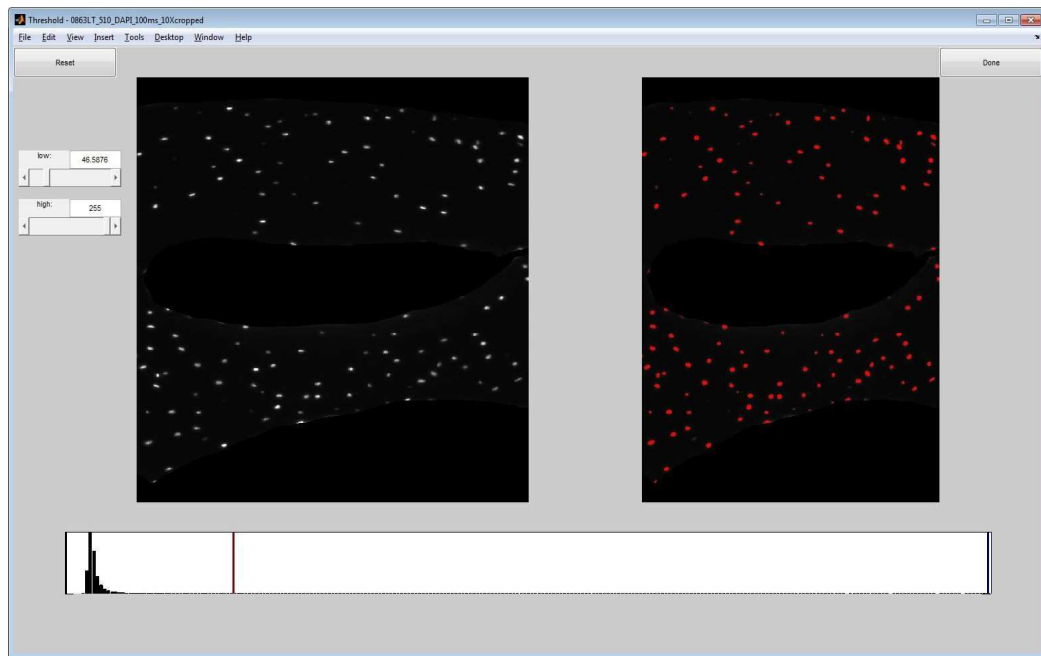 Threshold - 0863LT_510_DAPI_100ms_10Xcropped
File Edit View Insert Tools Desktop Window Help
Reset
Done
low:
46.5876
high:
255